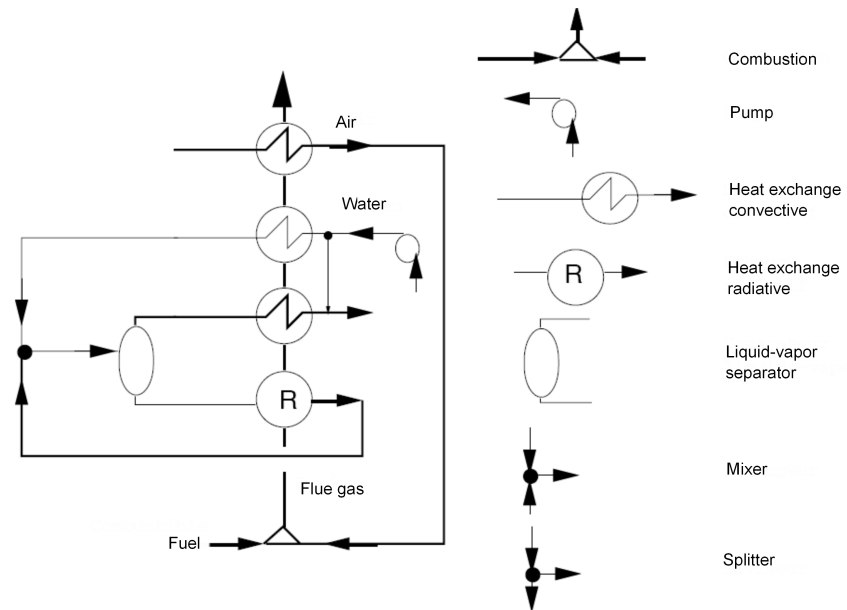 Air
Water
R
Flue gas
Fuel
Combustion
Pump
Heat exchange
convective
R
Heat exchange
radiative
Liquid-vapor
separator
Mixer
Splitter